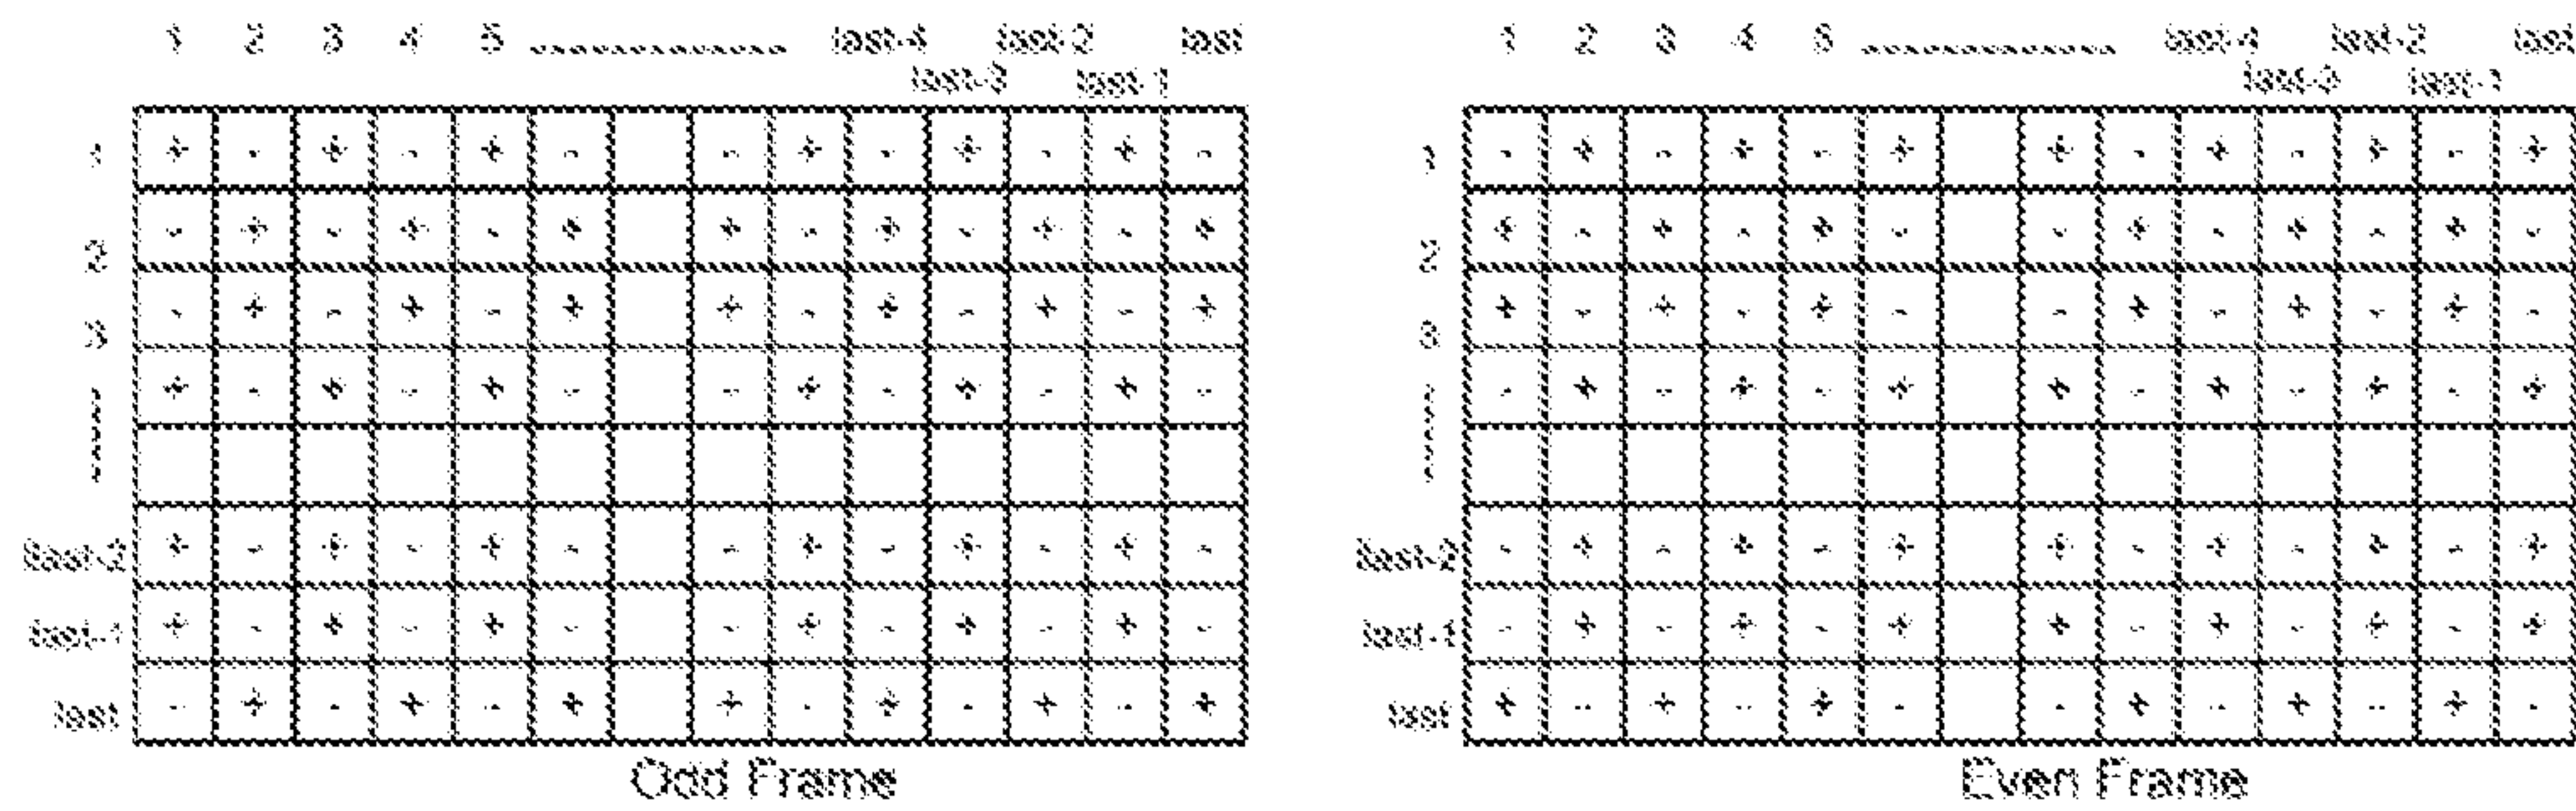 1 2 3 4 5 .............. last-4 last-2 last
last-3 last-1
1 + - + - + - - + - + - + -
2 - + - + - + + - + - + - +
3 - + - + - + + - + - + - +
+ - + - + - - + - + - + -
last-2 + - + - + - - + - + - + -
last-1 + - + - + - - + - + - + -
last - + - + - + + - + - + - +
Odd Frame
1 2 3 4 5 .............. last-4 last-2 last
last-3 last-1
1 - + - + - + + - + - + - +
2 + - + - + - - + - + - + -
3 + - + - + - - + - + - + -
- + - + - + + - + - + - +
last-2 - + - + - + + - + - + - +
last-1 - + - + - + + - + - + - +
last + - + - + - - + - + - + -
Even Frame